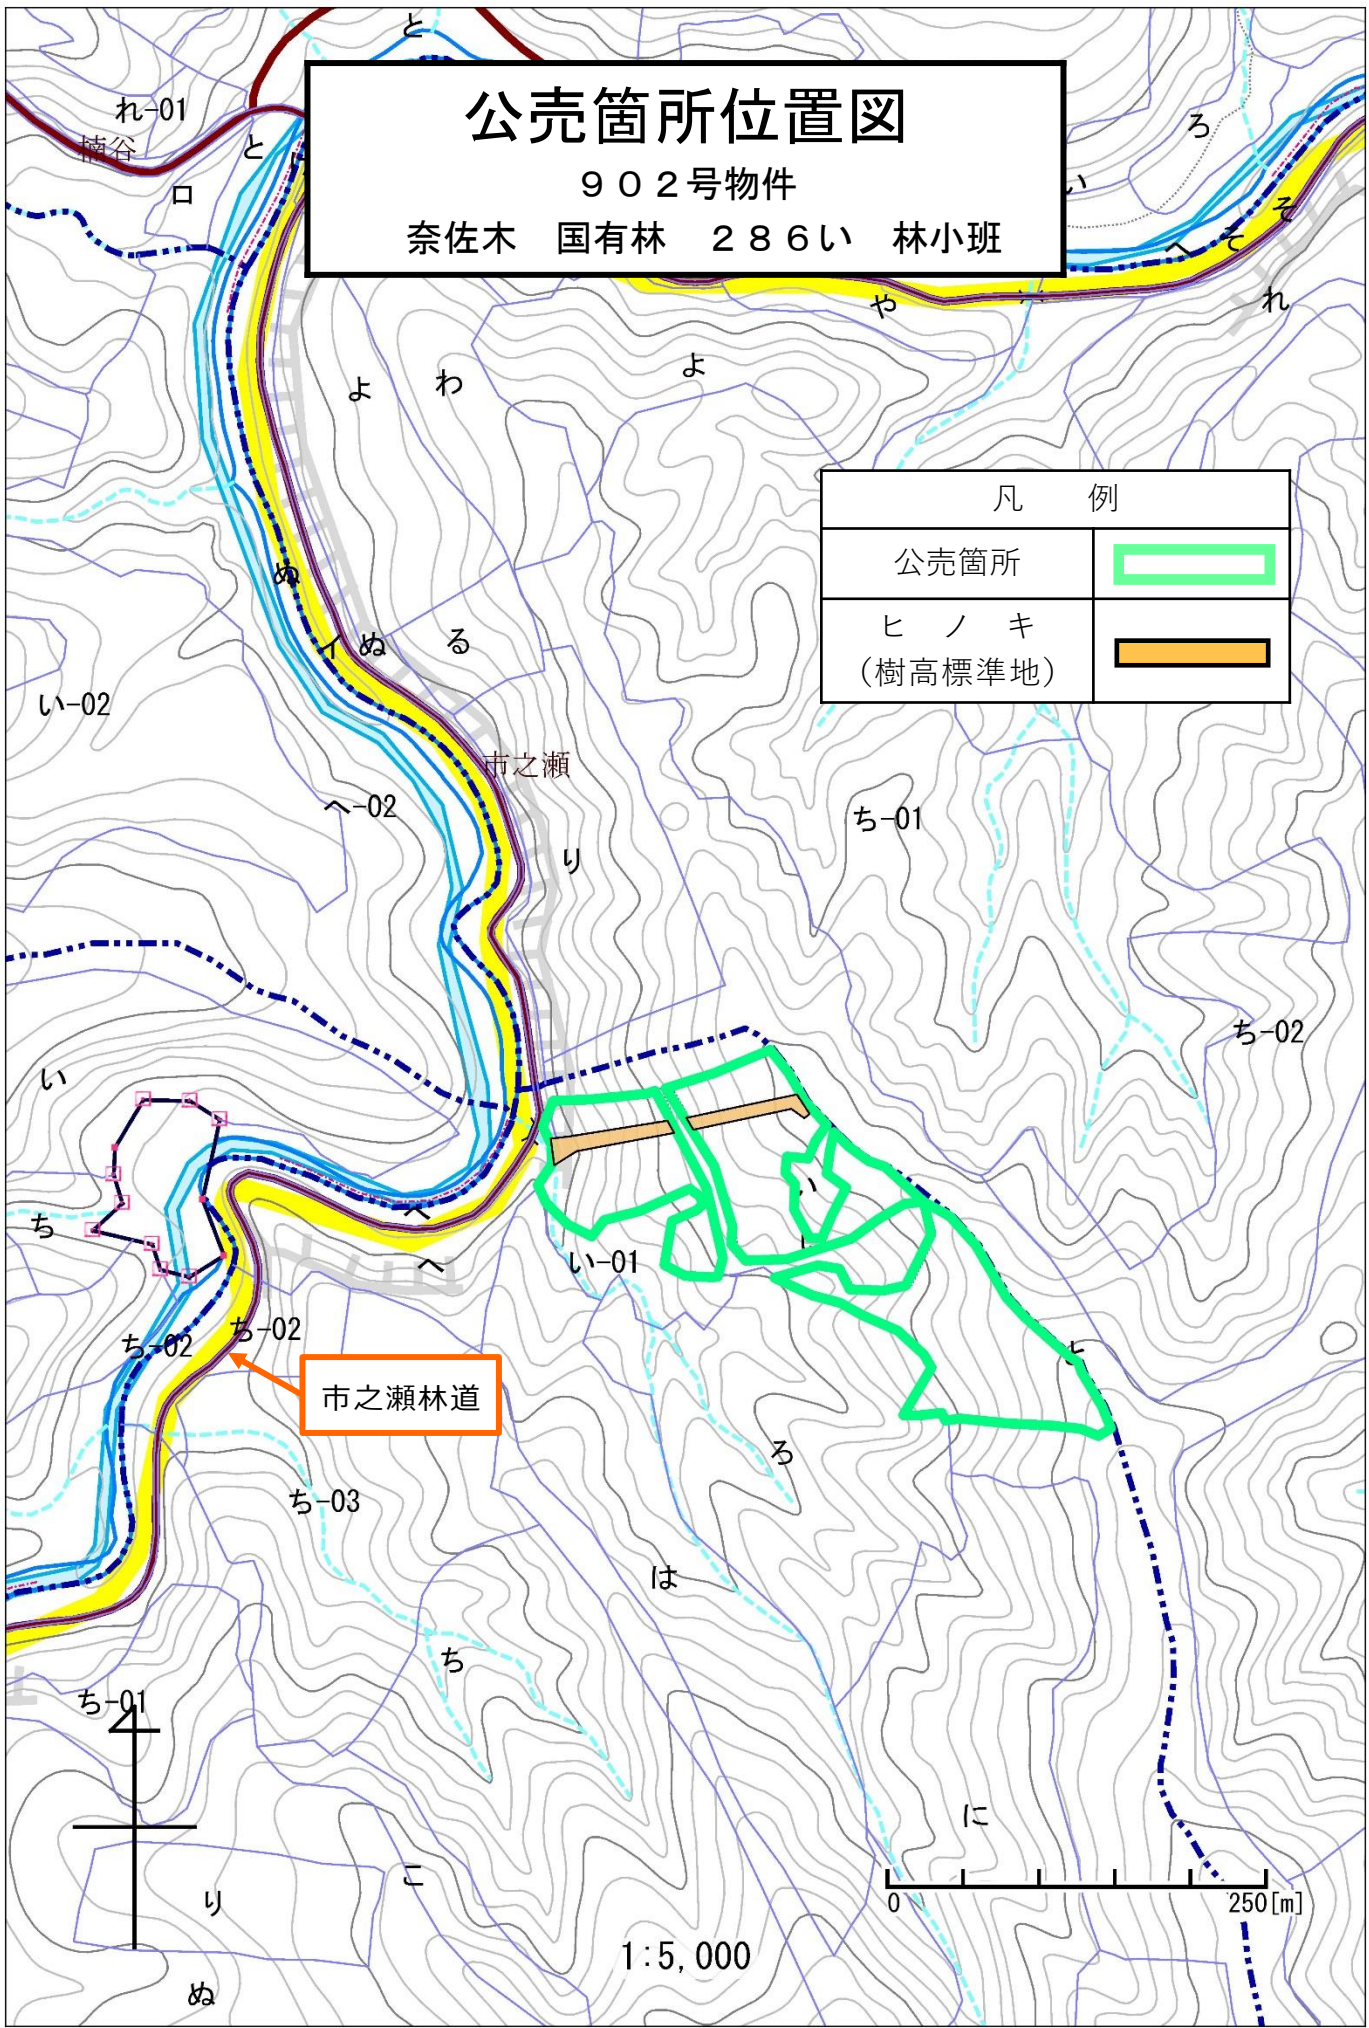 と
れ-01
楠谷
と
ロ
公売箇所位置図
902号物件
奈佐木 国有林 286い 林小班
ろ
い
そ
そ
へ
れ
や
よ
わ
よ
凡 例
公売箇所
ヒノキ
(樹高標準地)
ぬ
イ
ぬ
る
い-02
市之瀬
へ-02
ち-01
り
ち-02
い
ち
へ
へ
い-01
い
ち-02
ち-02
と
市之瀬林道
ろ
ち-03
は
ち
ち-01
に
こ
り
0
250[m]
1:5,000
ぬ